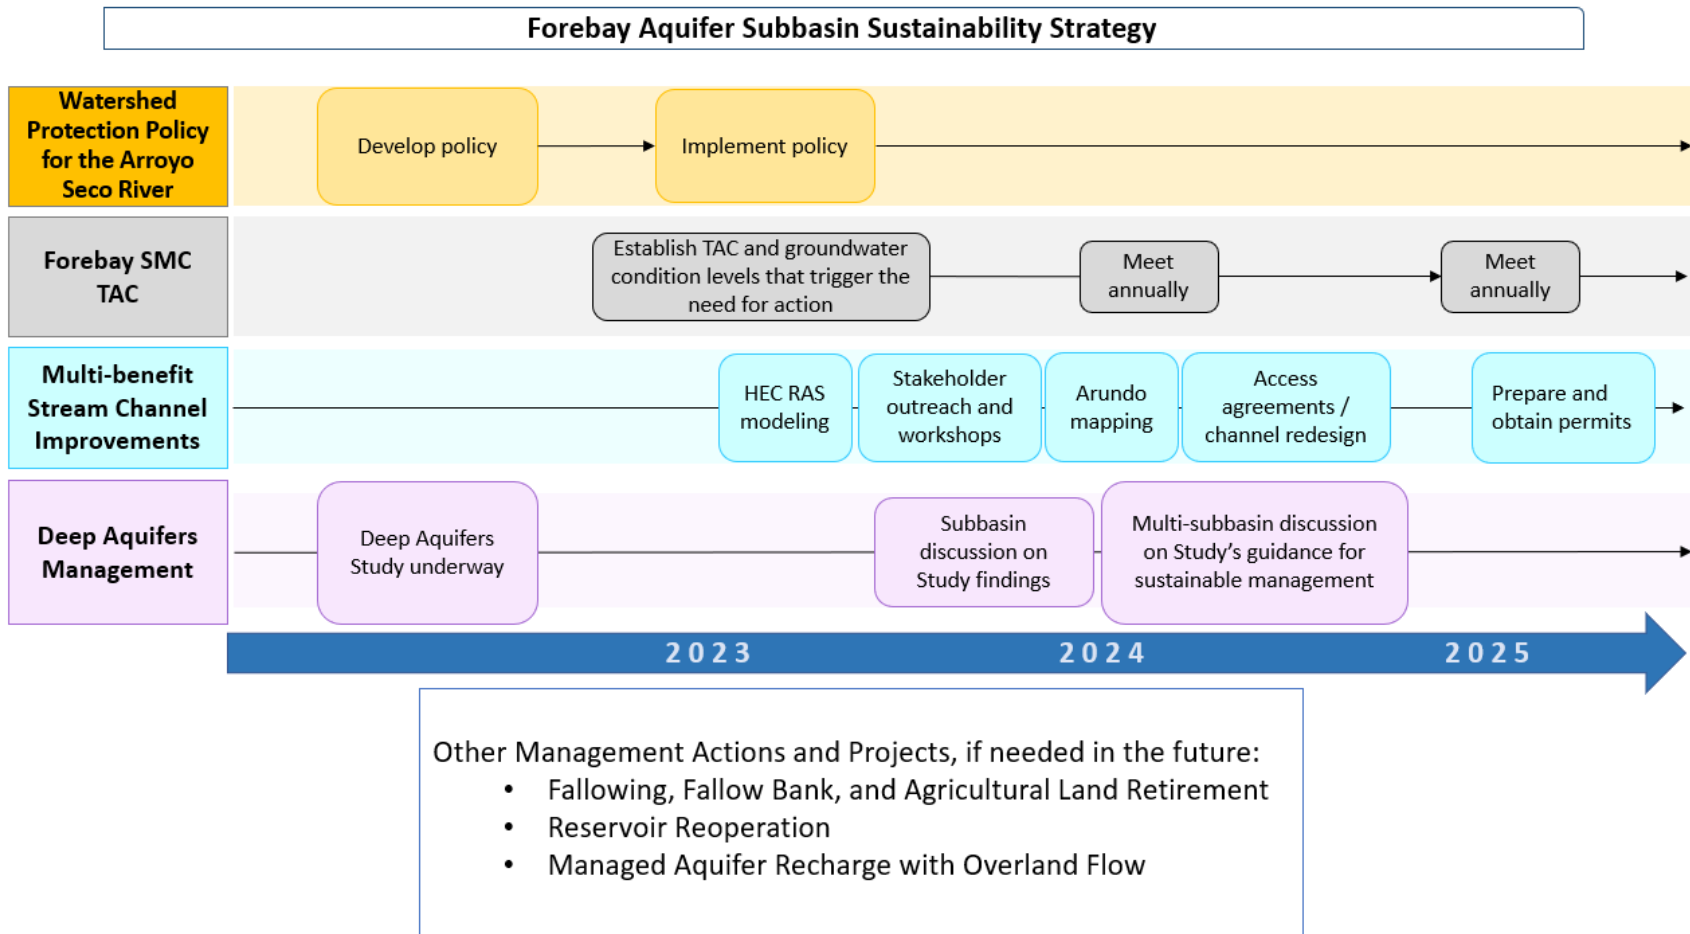 Forebay Aquifer Subbasin Sustainability Strategy
Watershed
Protection Policy
for the Arroyo
Seco River
Develop policy
Implement policy
Forebay SMC
TAC
Establish TAC and groundwater
condition levels that trigger the
need for action
Meet
annually
Meet
annually
Multi-benefit
Stream Channel
Improvements
HEC RAS
modeling
Stakeholder
outreach and
workshops
Arundo
mapping
Access
agreements /
channel redesign
Prepare and
obtain permits
Deep Aquifers
Management
Deep Aquifers
Study underway
Subbasin
discussion on
Study findings
Multi-subbasin discussion
on Study's guidance for
sustainable management
2023
2024
2025
Other Management Actions and Projects, if needed in the future:
• Fallowing, Fallow Bank, and Agricultural Land Retirement
• Reservoir Reoperation
• Managed Aquifer Recharge with Overland Flow